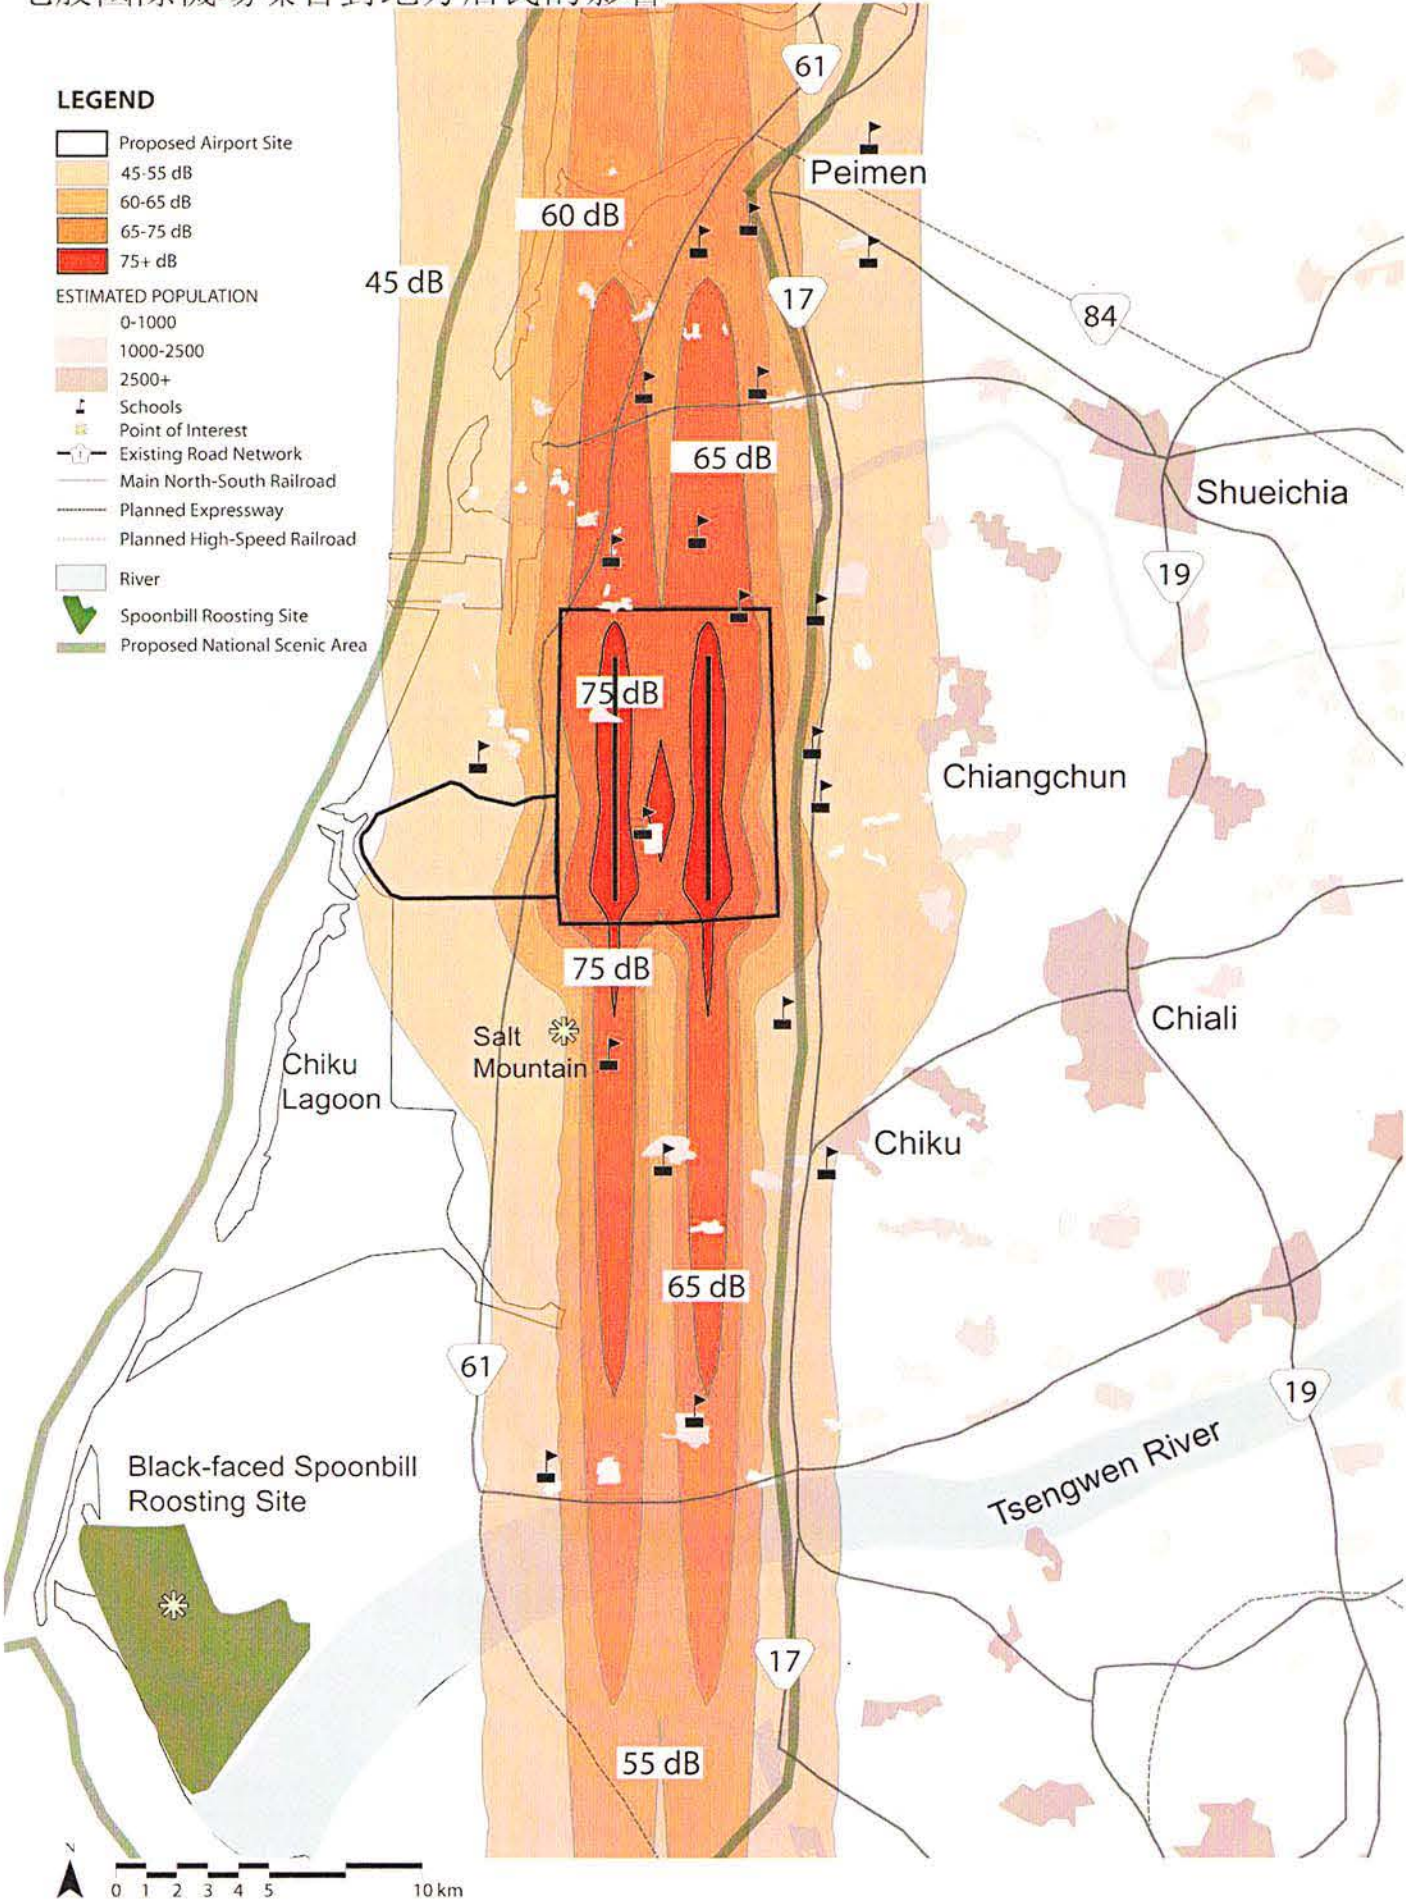 LEGEND
Proposed Airport Site
45-55 dB
60-65 dB
65-75 dB
75+ dB
ESTIMATED POPULATION
0-1000
1000-2500
2500+
Schools
Point of Interest
Existing Road Network
Main North-South Railroad
Planned Expressway
Planned High-Speed Railroad
River
Spoonbill Roosting Site
Proposed National Scenic Area
61
Peimen
60 dB
45 dB
17
84
65 dB
Shueichia
19
75 dB
Chiangchun
75 dB
Salt
Mountain
Chiali
Chiku
Lagoon
Chiku
65 dB
61
19
Black-faced Spoonbill
Roosting Site
Tsengwen River
17
55 dB
N
0 1 2 3 4 5 10 km